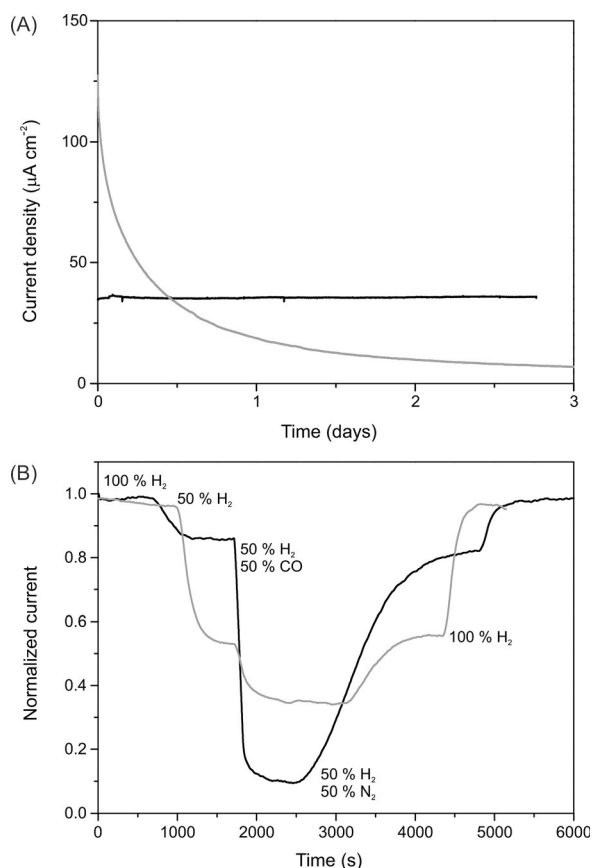 (A)
150
100
50
0
Current density (µA cm⁻²)
0
1
2
3
Time (days)
(B)
100 % H₂
50 % H₂
50 % H₂
50 % CO
100 % H₂
50 % H₂
50 % N₂
1.0
0.8
0.6
0.4
0.2
0.0
Normalized current
0
1000
2000
3000
4000
5000
6000
Time (s)